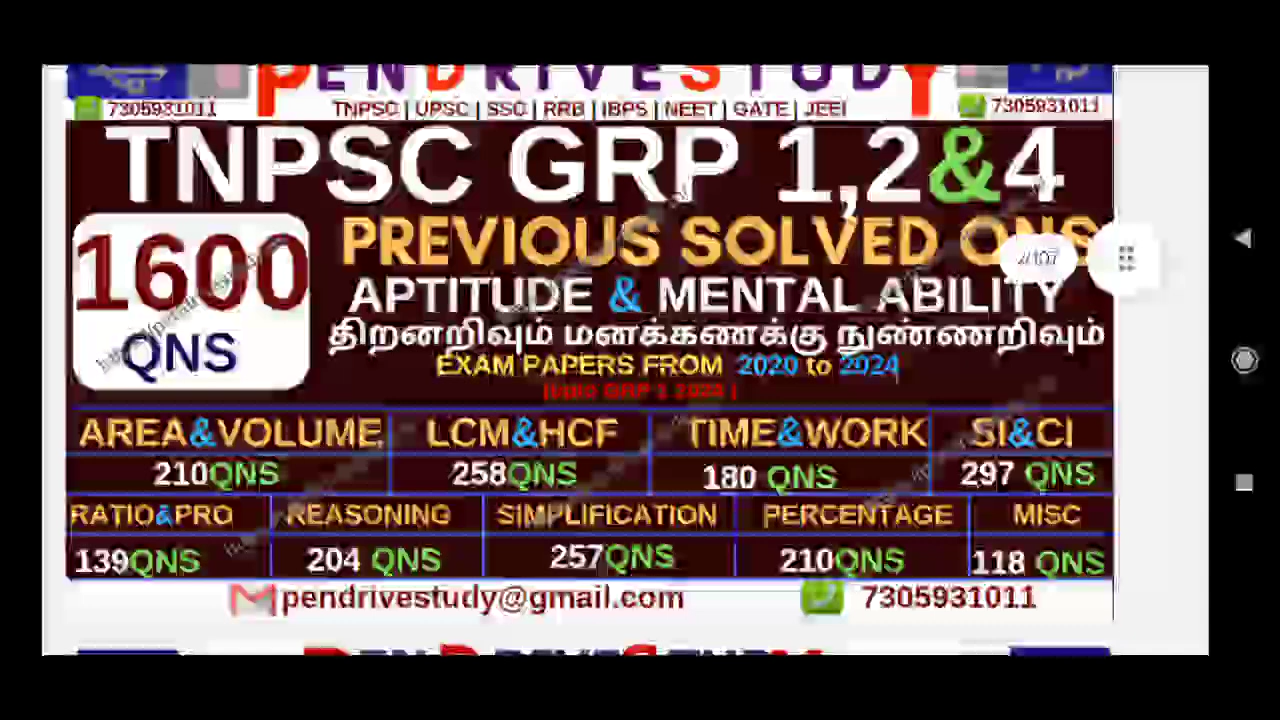 PENDRIVESTUDY
7305931011 TNPSC | UPSC | SSC | RRB | IBPS | NEET | GATE | JEEI 7305931011
TNPSC GRP 1,2&4
1600
QNS
PREVIOUS SOLVED QNS
APTITUDE & MENTAL ABILITY
திறனறிவும் மனக்கணக்கு நுண்ணறிவும்
EXAM PAPERS FROM 2020 to 2024
AREA&VOLUME LCM&HCF TIME&WORK SI&CI
210QNS 258QNS 180 QNS 297 QNS
RATIO&PRO REASONING SIMPLIFICATION PERCENTAGE MISC
139QNS 204 QNS 257QNS 210QNS 118 QNS
pendrivestudy@gmail.com 7305931011